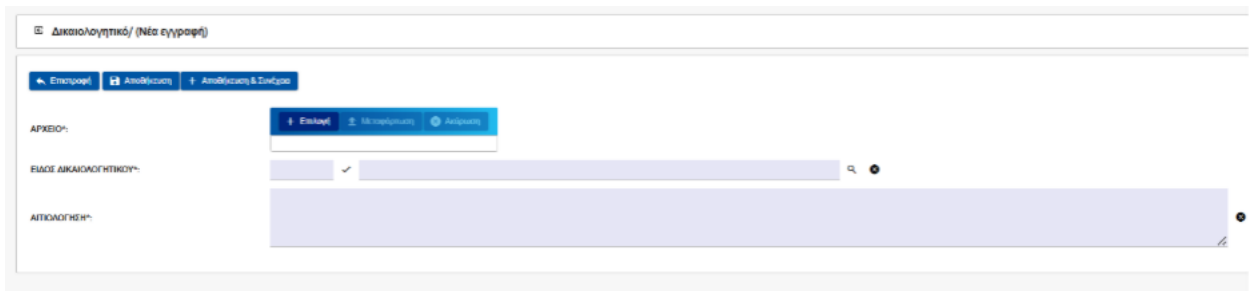 Δικαιολογητικό/ (Νέα εγγραφή)
Επιστροφή Αποθήκευση + Αποθήκευση & Συνέχεια
ΑΡΧΕΙΟ*: + Επιλογή Μεταφόρτωση Ακύρωση
ΕΙΔΟΣ ΔΙΚΑΙΟΛΟΓΗΤΙΚΟΥ*:
ΑΙΤΙΟΛΟΓΗΣΗ*: